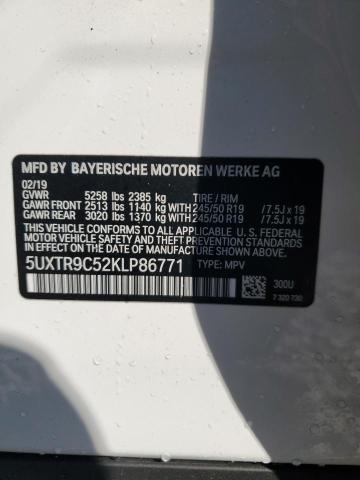 MFD BY BAYERISCHE MOTOREN WERKE AG
02/19
GVWR 5258 lbs 2385 kg TIRE / RIM
GAWR FRONT 2513 lbs 1140 kg WITH 245/50 R19 /7.5J x 19
GAWR REAR 3020 lbs 1370 kg WITH 245/50 R19 /7.5J x 19
THIS VEHICLE CONFORMS TO ALL APPLICABLE U.S. FEDERAL
MOTOR VEHICLE SAFETY, BUMPER, AND THEFT PREVENTION
STANDARDS IN EFFECT ON THE DATE OF MANUFACTURE SHOWN ABOVE.
5UXTR9C52KLP86771 TYPE: MPV
300U
7 320 730